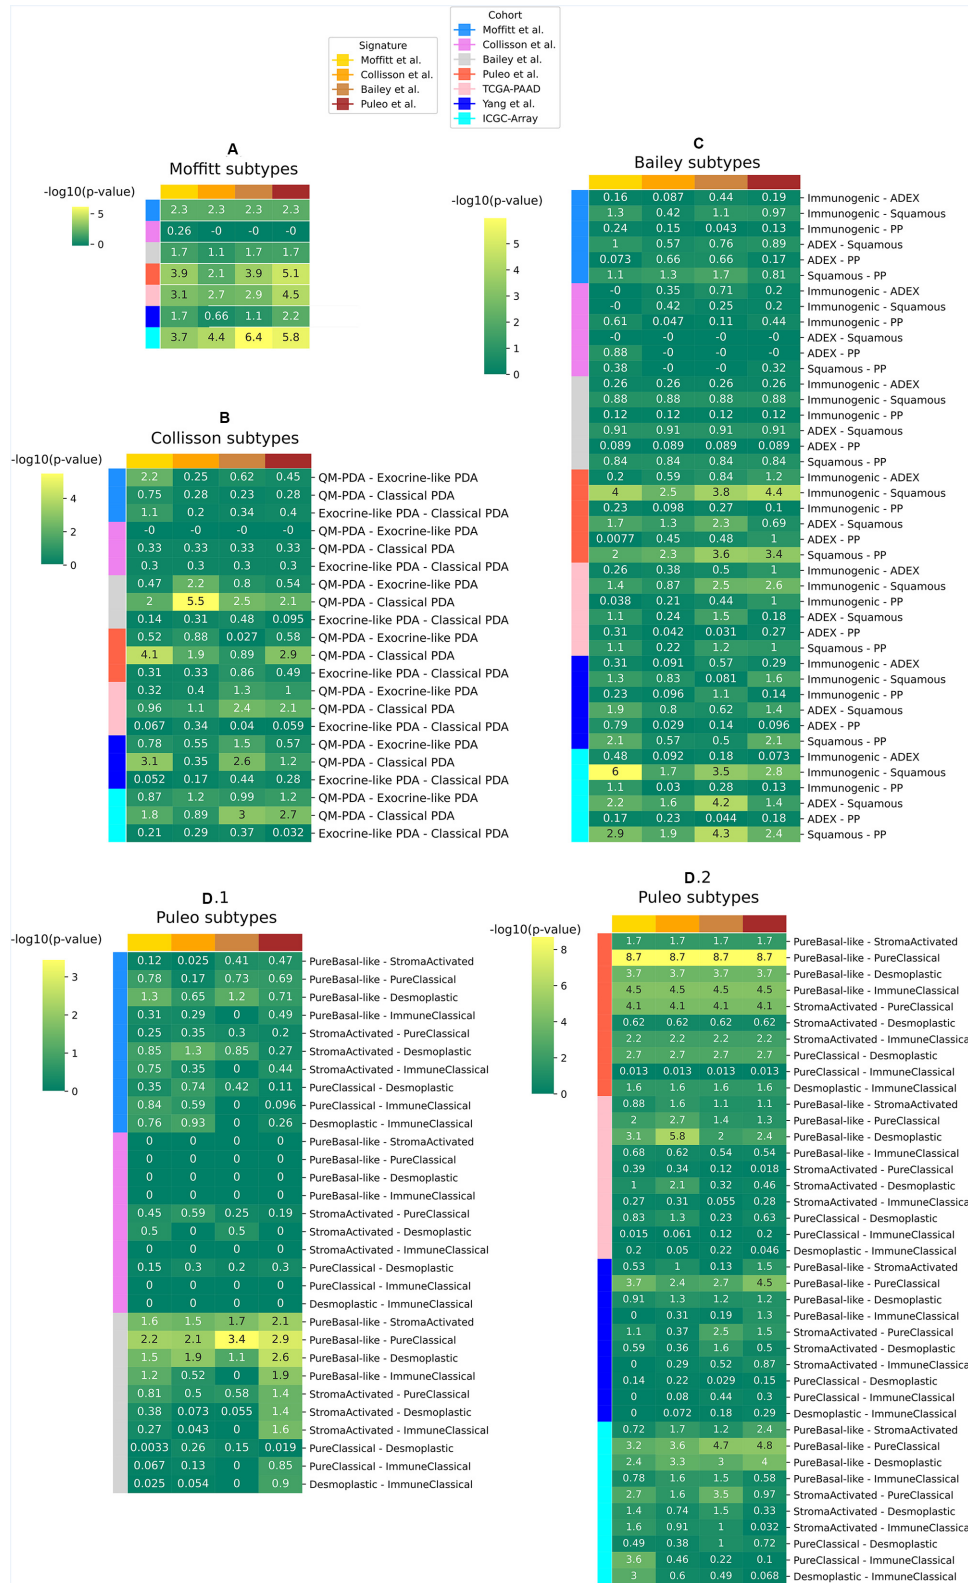 Signature
Moffitt et al.
Collisson et al.
Bailey et al.
Puleo et al.
Cohort
Moffitt et al.
Collisson et al.
Bailey et al.
Puleo et al.
TCGA-PAAD
Yang et al.
ICGC-Array
A
Moffitt subtypes
-log10(p-value)
5
0
2.3 2.3 2.3 2.3
0.26 -0 -0 -0
1.7 1.1 1.7 1.7
3.9 2.1 3.9 5.1
3.1 2.7 2.9 4.5
1.7 0.66 1.1 2.2
3.7 4.4 6.4 5.8
B
Collisson subtypes
-log10(p-value)
4
2
0
2.2 0.25 0.62 0.45 QM-PDA - Exocrine-like PDA
0.75 0.28 0.23 0.28 QM-PDA - Classical PDA
1.1 0.2 0.34 0.4 Exocrine-like PDA - Classical PDA
-0 -0 -0 -0 QM-PDA - Exocrine-like PDA
0.33 0.33 0.33 0.33 QM-PDA - Classical PDA
0.3 0.3 0.3 0.3 Exocrine-like PDA - Classical PDA
0.47 2.2 0.8 0.54 QM-PDA - Exocrine-like PDA
2 5.5 2.5 2.1 QM-PDA - Classical PDA
0.14 0.31 0.48 0.095 Exocrine-like PDA - Classical PDA
0.52 0.88 0.027 0.58 QM-PDA - Exocrine-like PDA
4.1 1.9 0.89 2.9 QM-PDA - Classical PDA
0.31 0.33 0.86 0.49 Exocrine-like PDA - Classical PDA
0.32 0.4 1.3 1 QM-PDA - Exocrine-like PDA
0.96 1.1 2.4 2.1 QM-PDA - Classical PDA
0.067 0.34 0.04 0.059 Exocrine-like PDA - Classical PDA
0.78 0.55 1.5 0.57 QM-PDA - Exocrine-like PDA
3.1 0.35 2.6 1.2 QM-PDA - Classical PDA
0.052 0.17 0.44 0.28 Exocrine-like PDA - Classical PDA
0.87 1.2 0.99 1.2 QM-PDA - Exocrine-like PDA
1.8 0.89 3 2.7 QM-PDA - Classical PDA
0.21 0.29 0.37 0.032 Exocrine-like PDA - Classical PDA
C
Bailey subtypes
-log10(p-value)
5
4
3
2
1
0
0.16 0.087 0.44 0.19 Immunogenic - ADEX
1.3 0.42 1.1 0.97 Immunogenic - Squamous
0.24 0.15 0.043 0.13 Immunogenic - PP
1 0.57 0.76 0.89 ADEX - Squamous
0.073 0.66 0.66 0.17 ADEX - PP
1.1 1.3 1.7 0.81 Squamous - PP
-0 0.35 0.71 0.2 Immunogenic - ADEX
-0 0.42 0.25 0.2 Immunogenic - Squamous
0.61 0.047 0.11 0.44 Immunogenic - PP
-0 -0 -0 -0 ADEX - Squamous
0.88 -0 -0 -0 ADEX - PP
0.38 -0 -0 0.32 Squamous - PP
0.26 0.26 0.26 0.26 Immunogenic - ADEX
0.88 0.88 0.88 0.88 Immunogenic - Squamous
0.12 0.12 0.12 0.12 Immunogenic - PP
0.91 0.91 0.91 0.91 ADEX - Squamous
0.089 0.089 0.089 0.089 ADEX - PP
0.84 0.84 0.84 0.84 Squamous - PP
0.2 0.59 0.84 1.2 Immunogenic - ADEX
4 2.5 3.8 4.4 Immunogenic - Squamous
0.23 0.098 0.27 0.1 Immunogenic - PP
1.7 1.3 2.3 0.69 ADEX - Squamous
0.0077 0.45 0.48 1 ADEX - PP
2 2.3 3.6 3.4 Squamous - PP
0.26 0.38 0.5 1 Immunogenic - ADEX
1.4 0.87 2.5 2.6 Immunogenic - Squamous
0.038 0.21 0.44 1 Immunogenic - PP
1.1 0.24 1.5 0.18 ADEX - Squamous
0.31 0.042 0.031 0.27 ADEX - PP
1.1 0.22 1.2 1 Squamous - PP
0.31 0.091 0.57 0.29 Immunogenic - ADEX
1.3 0.83 0.081 1.6 Immunogenic - Squamous
0.23 0.096 1.1 0.14 Immunogenic - PP
1.9 0.8 0.62 1.4 ADEX - Squamous
0.79 0.029 0.14 0.096 ADEX - PP
2.1 0.57 0.5 2.1 Squamous - PP
0.48 0.092 0.18 0.073 Immunogenic - ADEX
6 1.7 3.5 2.8 Immunogenic - Squamous
1.1 0.03 0.28 0.13 Immunogenic - PP
2.2 1.6 4.2 1.4 ADEX - Squamous
0.17 0.23 0.044 0.18 ADEX - PP
2.9 1.9 4.3 2.4 Squamous - PP
D.1
Puleo subtypes
-log10(p-value)
3
2
1
0
0.12 0.025 0.41 0.47 PureBasal-like - StromaActivated
0.78 0.17 0.73 0.69 PureBasal-like - PureClassical
1.3 0.65 1.2 0.71 PureBasal-like - Desmoplastic
0.31 0.29 0 0.49 PureBasal-like - ImmuneClassical
0.25 0.35 0.3 0.2 StromaActivated - PureClassical
0.85 1.3 0.85 0.27 StromaActivated - Desmoplastic
0.75 0.35 0 0.44 StromaActivated - ImmuneClassical
0.35 0.74 0.42 0.11 PureClassical - Desmoplastic
0.84 0.59 0 0.096 PureClassical - ImmuneClassical
0.76 0.93 0 0.26 Desmoplastic - ImmuneClassical
0 0 0 0 PureBasal-like - StromaActivated
0 0 0 0 PureBasal-like - PureClassical
0 0 0 0 PureBasal-like - Desmoplastic
0 0 0 0 PureBasal-like - ImmuneClassical
0.45 0.59 0.25 0.19 StromaActivated - PureClassical
0.5 0 0.5 0 StromaActivated - Desmoplastic
0 0 0 0 StromaActivated - ImmuneClassical
0.15 0.3 0.2 0.3 PureClassical - Desmoplastic
0 0 0 0 PureClassical - ImmuneClassical
0 0 0 0 Desmoplastic - ImmuneClassical
1.6 1.5 1.7 2.1 PureBasal-like - StromaActivated
2.2 2.1 3.4 2.9 PureBasal-like - PureClassical
1.5 1.9 1.1 2.6 PureBasal-like - Desmoplastic
1.2 0.52 0 1.9 PureBasal-like - ImmuneClassical
0.81 0.5 0.58 1.4 StromaActivated - PureClassical
0.38 0.073 0.055 1.4 StromaActivated - Desmoplastic
0.27 0.043 0 1.6 StromaActivated - ImmuneClassical
0.0033 0.26 0.15 0.019 PureClassical - Desmoplastic
0.067 0.13 0 0.85 PureClassical - ImmuneClassical
0.025 0.054 0 0.9 Desmoplastic - ImmuneClassical
D.2
Puleo subtypes
-log10(p-value)
8
6
4
2
0
1.7 1.7 1.7 1.7 PureBasal-like - StromaActivated
8.7 8.7 8.7 8.7 PureBasal-like - PureClassical
3.7 3.7 3.7 3.7 PureBasal-like - Desmoplastic
4.5 4.5 4.5 4.5 PureBasal-like - ImmuneClassical
4.1 4.1 4.1 4.1 StromaActivated - PureClassical
0.62 0.62 0.62 0.62 StromaActivated - Desmoplastic
2.2 2.2 2.2 2.2 StromaActivated - ImmuneClassica
2.7 2.7 2.7 2.7 PureClassical - Desmoplastic
0.013 0.013 0.013 0.013 PureClassical - ImmuneClassical
1.6 1.6 1.6 1.6 Desmoplastic - ImmuneClassical
0.88 1.6 1.1 1.1 PureBasal-like - StromaActivated
2 2.7 1.4 1.3 PureBasal-like - PureClassical
3.1 5.8 2 2.4 PureBasal-like - Desmoplastic
0.68 0.62 0.54 0.54 PureBasal-like - ImmuneClassical
0.39 0.34 0.12 0.018 StromaActivated - PureClassical
1 2.1 0.32 0.46 StromaActivated - Desmoplastic
0.27 0.31 0.055 0.28 StromaActivated - ImmuneClassica
0.83 1.3 0.23 0.63 PureClassical - Desmoplastic
0.015 0.061 0.12 0.2 PureClassical - ImmuneClassical
0.2 0.05 0.22 0.046 Desmoplastic - ImmuneClassical
0.53 1 0.13 1.5 PureBasal-like - StromaActivated
3.7 2.4 2.7 4.5 PureBasal-like - PureClassical
0.91 1.3 1.2 1.2 PureBasal-like - Desmoplastic
0 0.31 0.19 1.3 PureBasal-like - ImmuneClassical
1.1 0.37 2.5 1.5 StromaActivated - PureClassical
0.59 0.36 1.6 0.5 StromaActivated - Desmoplastic
0 0.29 0.52 0.87 StromaActivated - ImmuneClassica
0.14 0.22 0.029 0.15 PureClassical - Desmoplastic
0 0.08 0.44 0.3 PureClassical - ImmuneClassical
0 0.072 0.18 0.29 Desmoplastic - ImmuneClassical
0.72 1.7 1.2 2.4 PureBasal-like - StromaActivated
3.2 3.6 4.7 4.8 PureBasal-like - PureClassical
2.4 3.3 3 4 PureBasal-like - Desmoplastic
0.78 1.6 1.5 0.58 PureBasal-like - ImmuneClassical
2.7 1.6 3.5 0.97 StromaActivated - PureClassical
1.4 0.74 1.5 0.33 StromaActivated - Desmoplastic
1.6 0.91 1 0.032 StromaActivated - ImmuneClassica
0.49 0.38 1 0.72 PureClassical - Desmoplastic
3.6 0.46 0.22 0.1 PureClassical - ImmuneClassical
3 0.6 0.49 0.068 Desmoplastic - ImmuneClassical